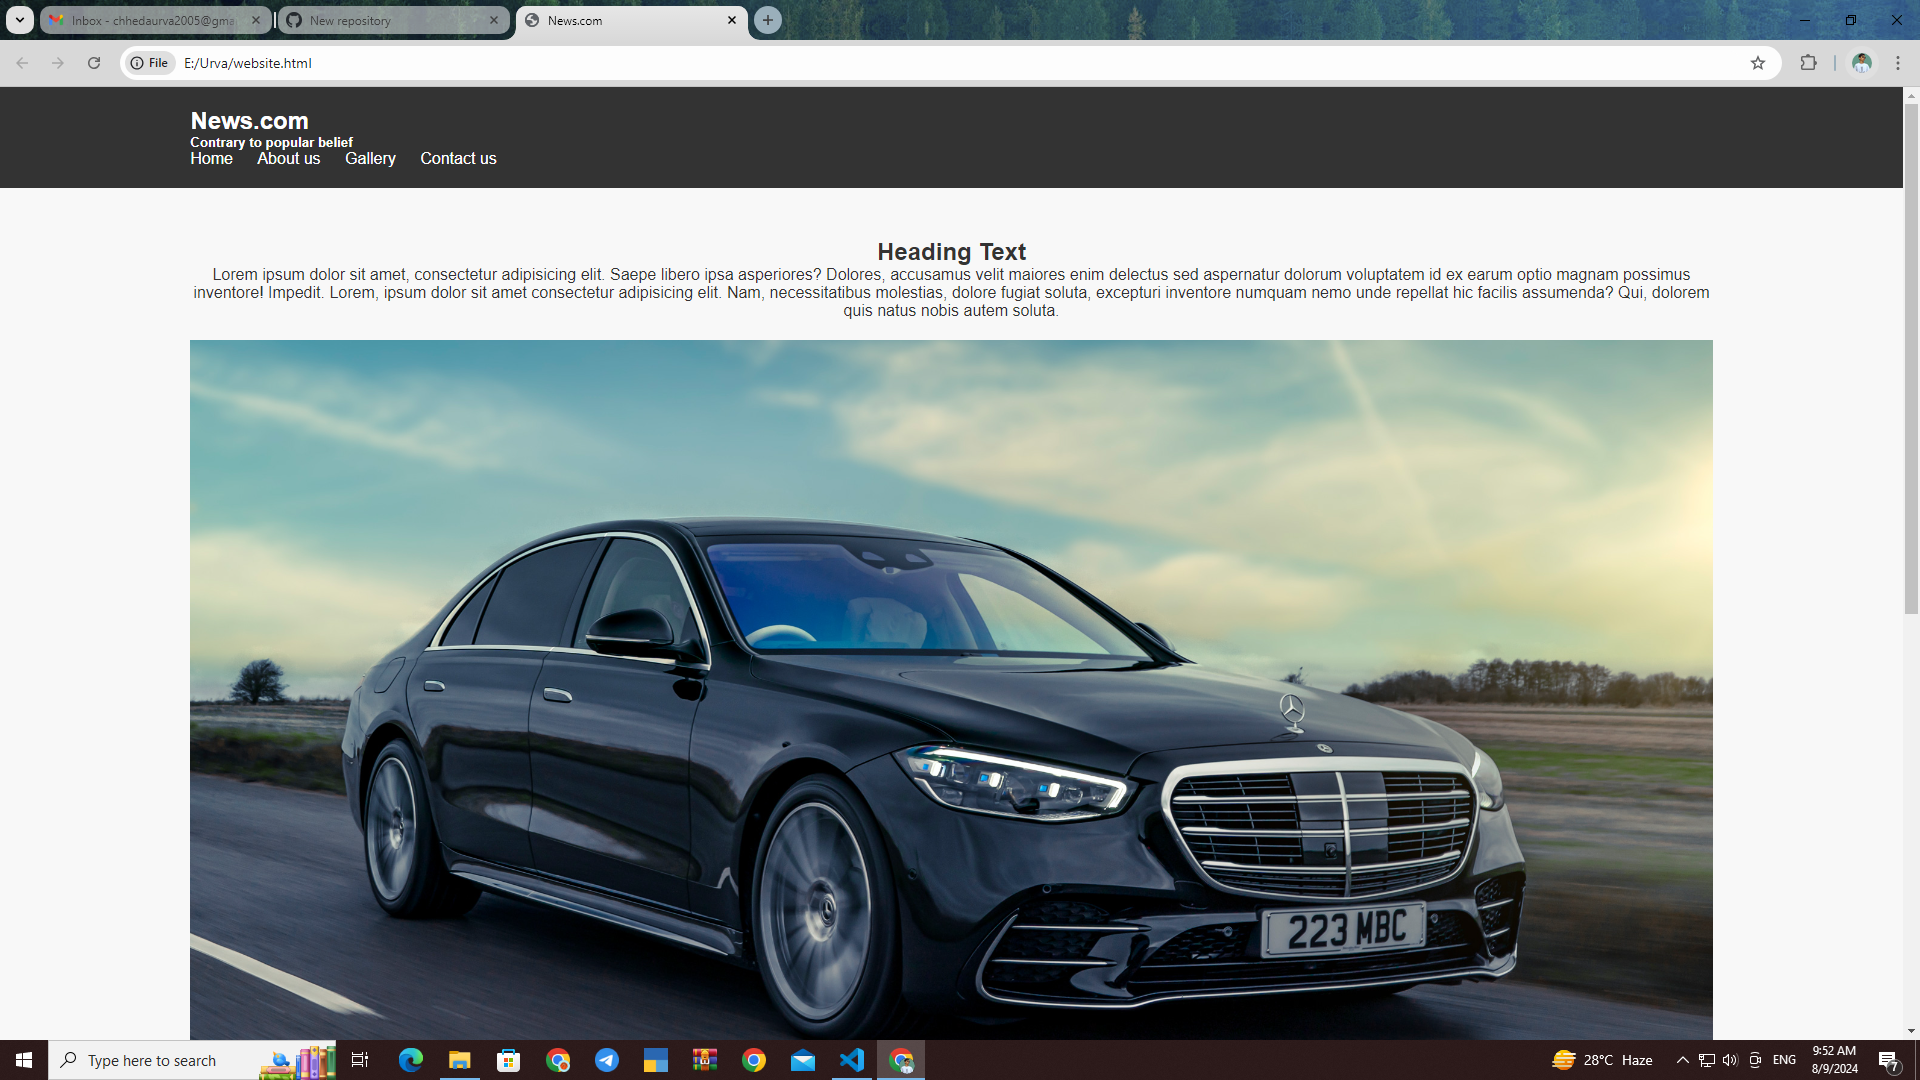 Inbox - chhedaurva2005@gma
New repository
News.com
File
E:/Urva/website.html
News.com
Contrary to popular belief
Home About us Gallery Contact us
Heading Text
Lorem ipsum dolor sit amet, consectetur adipisicing elit. Saepe libero ipsa asperiores? Dolores, accusamus velit maiores enim delectus sed aspernatur dolorum voluptatem id ex earum optio magnam possimus
inventore! Impedit. Lorem, ipsum dolor sit amet consectetur adipisicing elit. Nam, necessitatibus molestias, dolore fugiat soluta, excepturi inventore numquam nemo unde repellat hic facilis assumenda? Qui, dolorem
quis natus nobis autem soluta.
223 MBC
Type here to search
28°C Haze
ENG
9:52 AM
8/9/2024
7